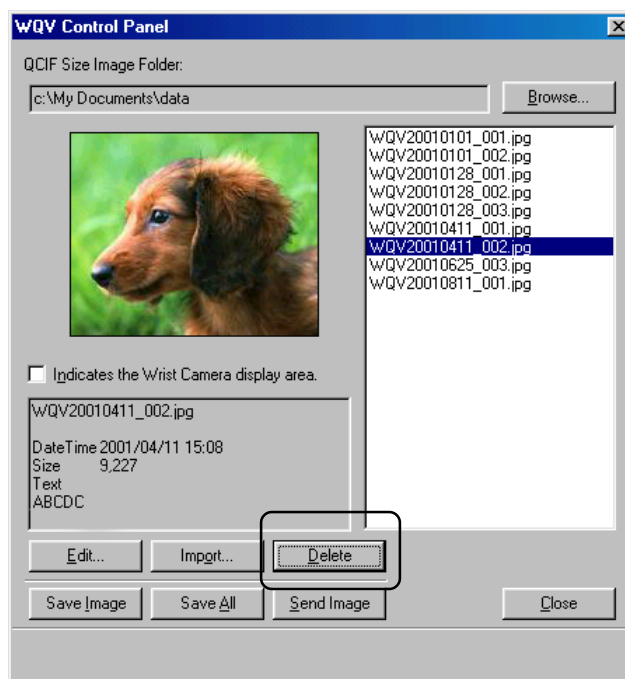 WQV Control Panel
QCIF Size Image Folder:
c:\My Documents\data
Browse...
WQV20010101_001.jpg
WQV20010101_002.jpg
WQV20010128_001.jpg
WQV20010128_002.jpg
WQV20010128_003.jpg
WQV20010411_001.jpg
WQV20010411_002.jpg
WQV20010625_003.jpg
WQV20010811_001.jpg
Indicates the Wrist Camera display area.
WQV20010411_002.jpg
DateTime 2001/04/11 15:08
Size 9,227
Text
ABCDC
Edit... Import... Delete
Save Image Save All Send Image Close